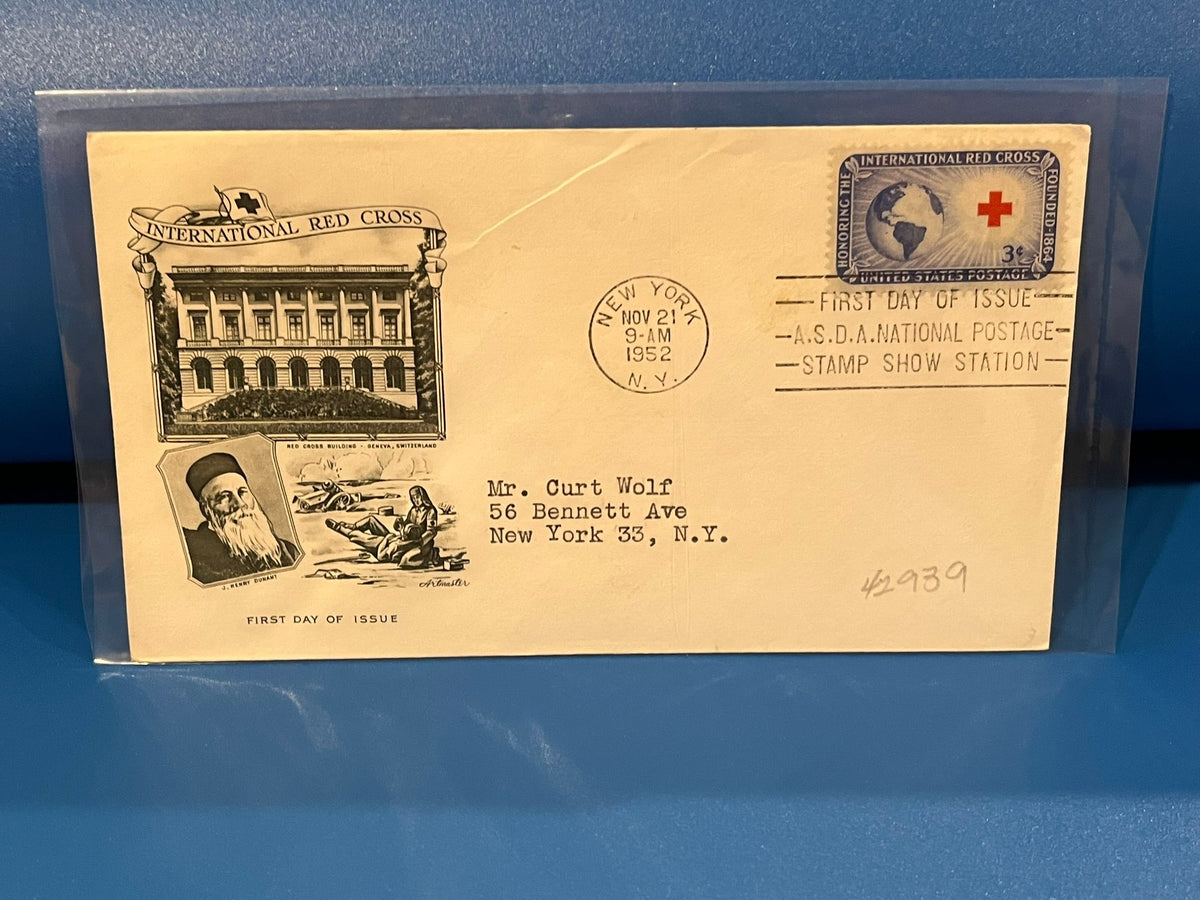 INTERNATIONAL RED CROSS
RED CROSS BUILDING - GENEVA, SWITZERLAND
J. HENRY DUNANT
Artmaster
FIRST DAY OF ISSUE
NEW YORK
NOV 21
9-AM
1952
N.Y.
HONORING THE
INTERNATIONAL RED CROSS
FOUNDED-1864
3¢
UNITED STATES POSTAGE
FIRST DAY OF ISSUE
A.S.D.A. NATIONAL POSTAGE
STAMP SHOW STATION
Mr. Curt Wolf
56 Bennett Ave
New York 33, N.Y.
42939